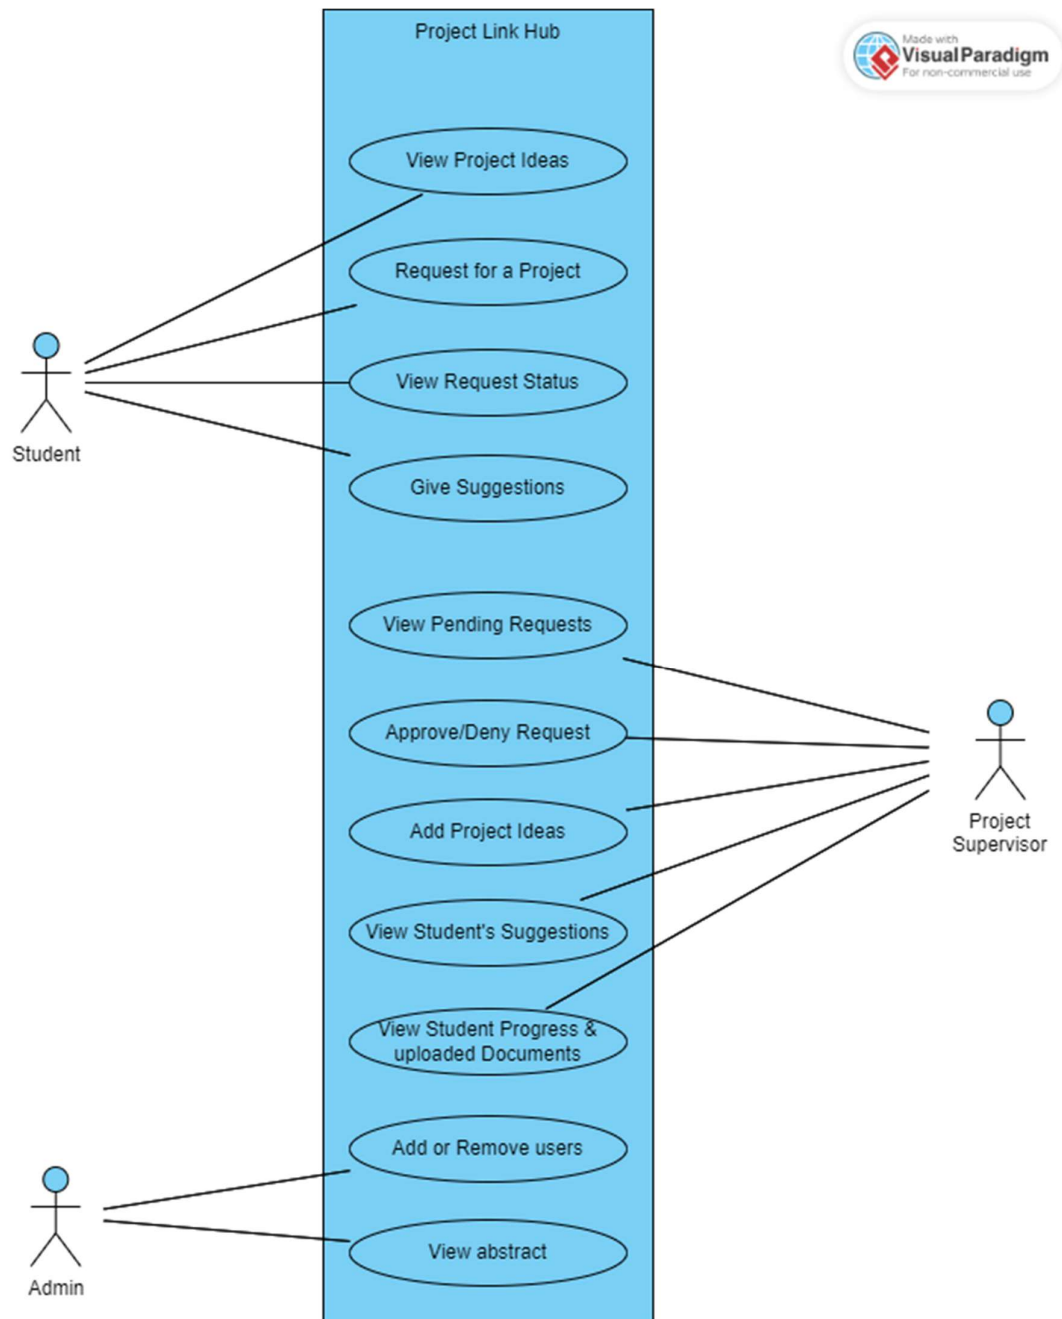 Project Link Hub
Made with
Visual Paradigm
For non-commercial use
View Project Ideas
Request for a Project
View Request Status
Student
Give Suggestions
View Pending Requests
Approve/Deny Request
Add Project Ideas
Project
Supervisor
View Student's Suggestions
View Student Progress &
uploaded Documents
Add or Remove users
View abstract
Admin